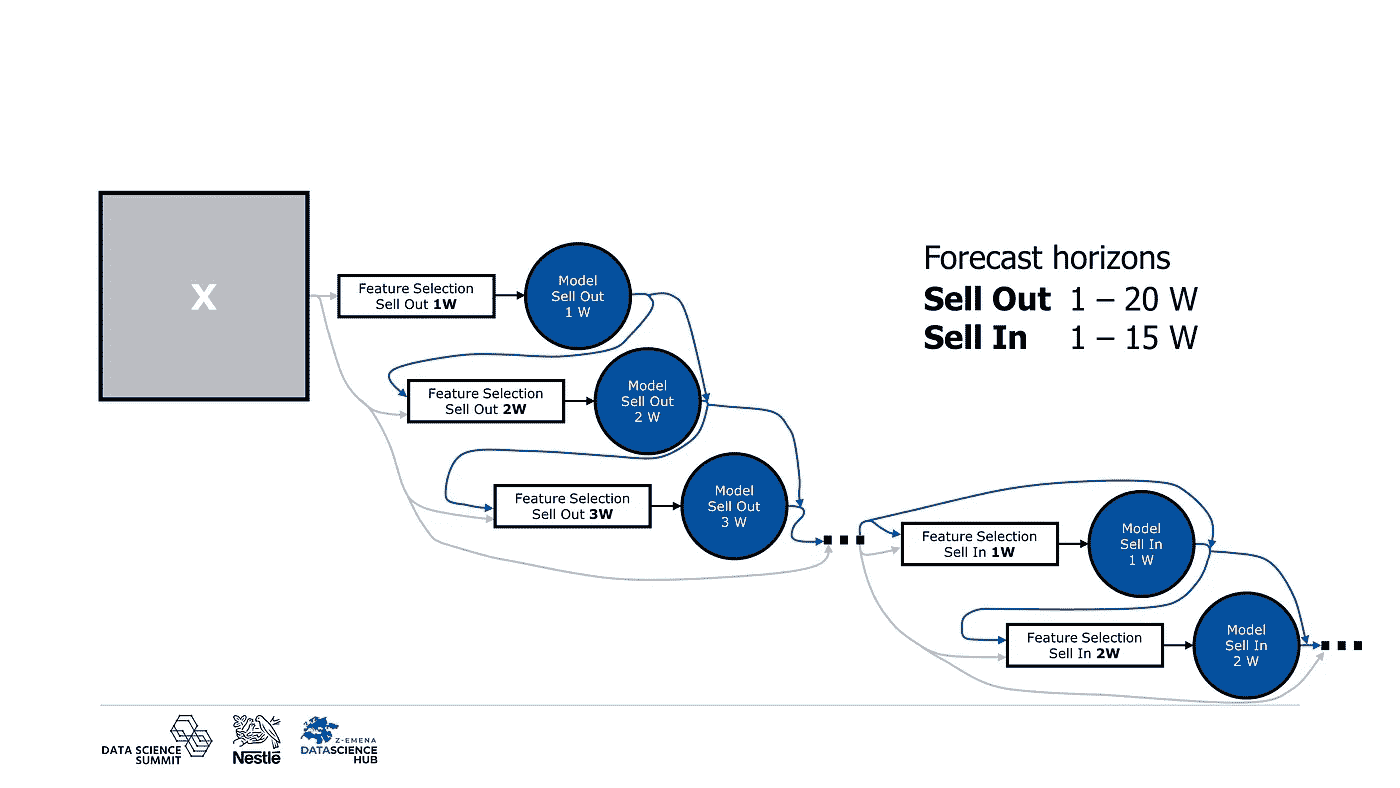 X
Feature Selection
Sell Out 1W
Model
Sell Out
1 W
Feature Selection
Sell Out 2W
Model
Sell Out
2 W
Feature Selection
Sell Out 3W
Model
Sell Out
3 W
Forecast horizons
Sell Out 1 – 20 W
Sell In 1 – 15 W
Feature Selection
Sell In 1W
Model
Sell In
1 W
Feature Selection
Sell In 2W
Model
Sell In
2 W
DATA SCIENCE
SUMMIT
Nestlé
Z-EMENA
DATASCIENCE
HUB